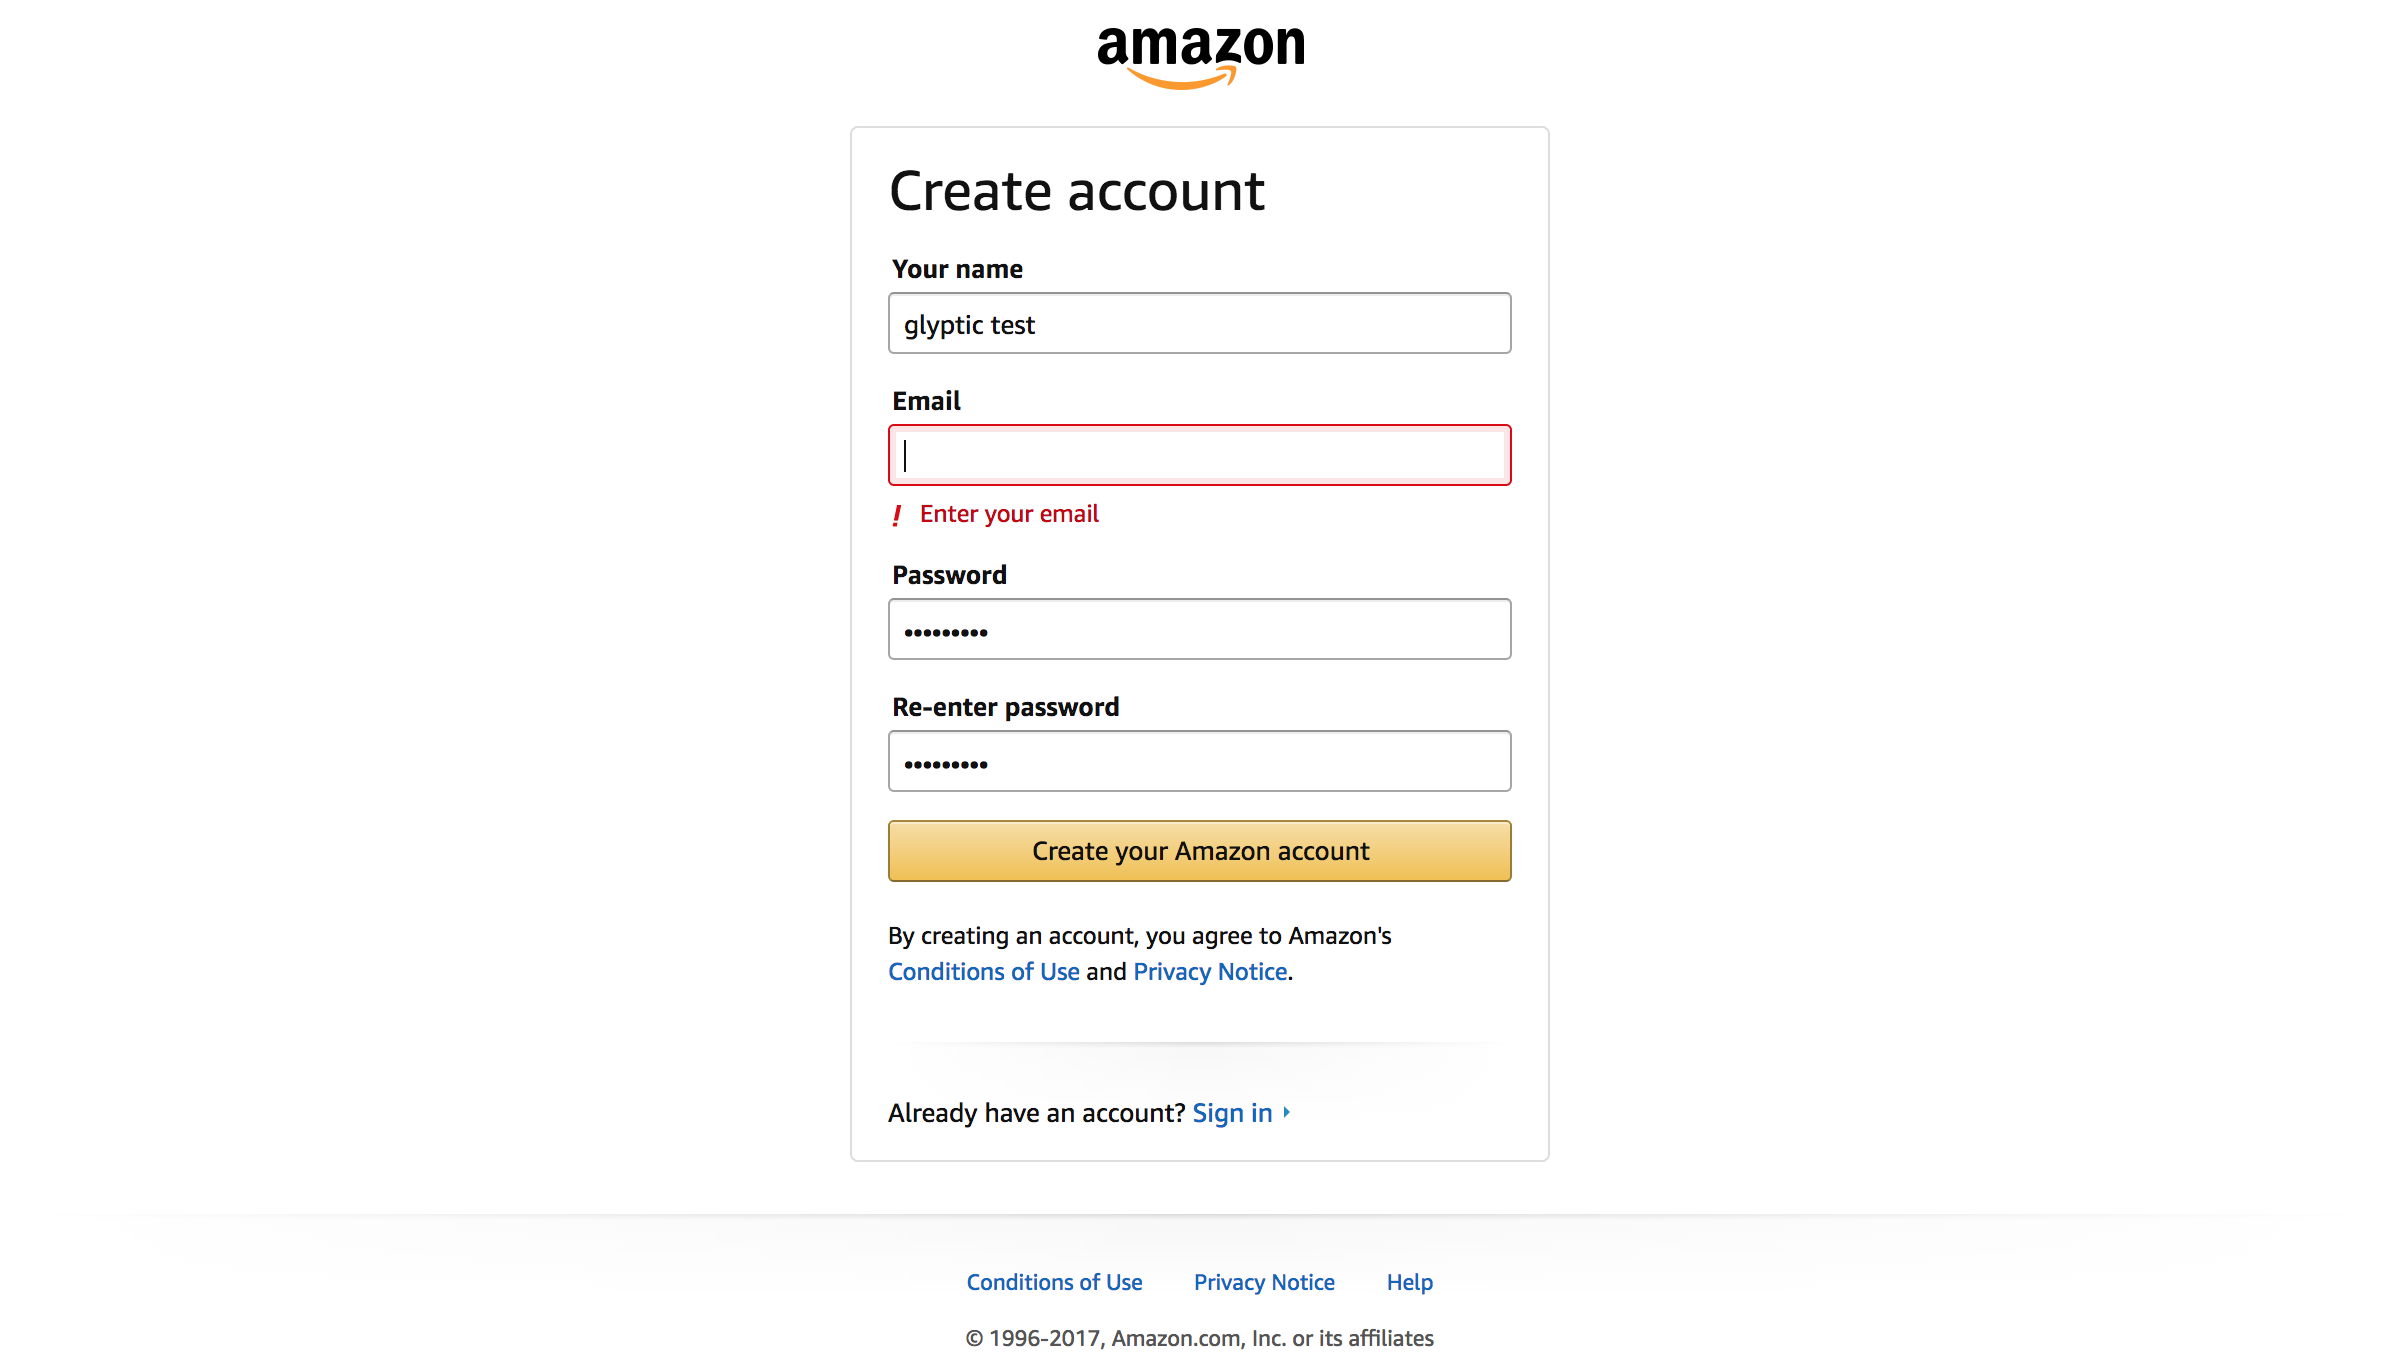 amazon
Create account
Your name
glyptic test
Email
! Enter your email
Password
•••••••••
Re-enter password
•••••••••
Create your Amazon account
By creating an account, you agree to Amazon's
Conditions of Use and Privacy Notice.
Already have an account? Sign in
Conditions of Use Privacy Notice Help
© 1996-2017, Amazon.com, Inc. or its affiliates